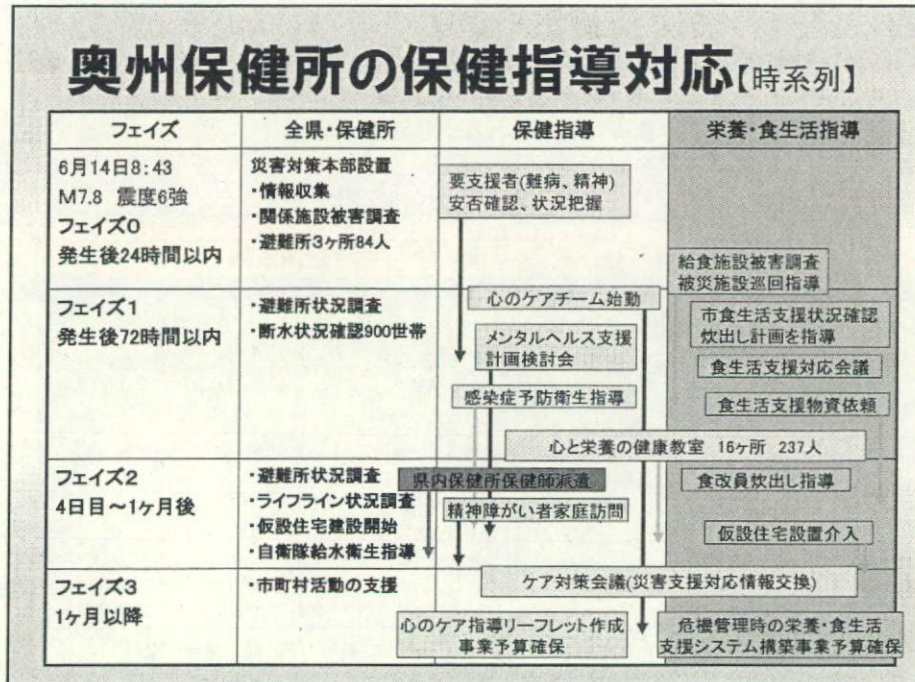 奥州保健所の保健指導対応【時系列】
フェイズ
全県・保健所
保健指導
栄養・食生活指導
6月14日8:43
M7.8　震度6強
フェイズ0
発生後24時間以内
災害対策本部設置
・情報収集
・関係施設被害調査
・避難所3ヶ所84人
要支援者(難病、精神)
安否確認、状況把握
給食施設被害調査
被災施設巡回指導
フェイズ1
発生後72時間以内
・避難所状況調査
・断水状況確認900世帯
心のケアチーム始動
メンタルヘルス支援
計画検討会
感染症予防衛生指導
市食生活支援状況確認
炊出し計画を指導
食生活支援対応会議
食生活支援物資依頼
心と栄養の健康教室　16ヶ所　237人
フェイズ2
4日目～1ヶ月後
・避難所状況調査
・ライフライン状況調査
・仮設住宅建設開始
・自衛隊給水衛生指導
県内保健所保健師派遣
精神障がい者家庭訪問
食改員炊出し指導
仮設住宅設置介入
フェイズ3
1ヶ月以降
・市町村活動の支援
ケア対策会議(災害支援対応情報交換)
心のケア指導リーフレット作成
事業予算確保
危機管理時の栄養・食生活
支援システム構築事業予算確保